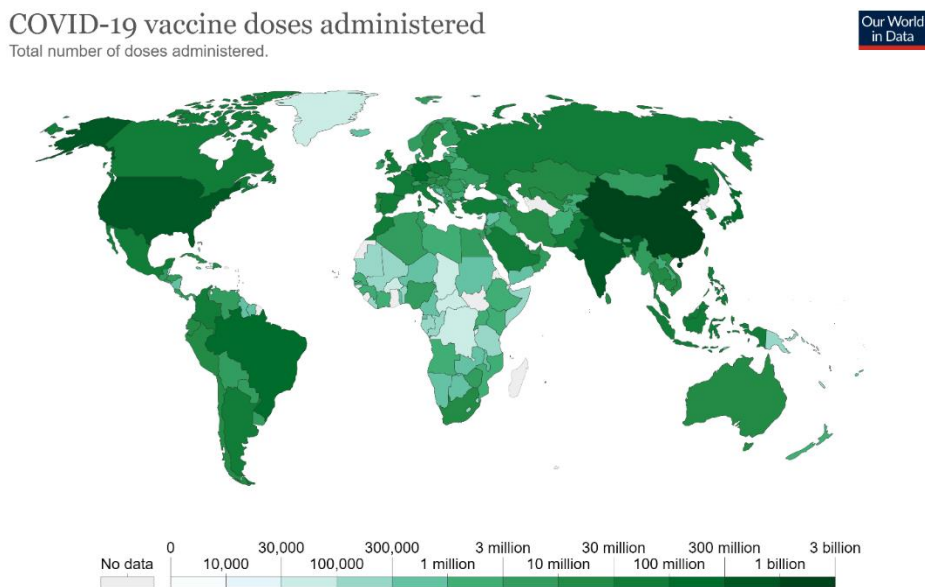 COVID-19 vaccine doses administered
Total number of doses administered.
Our World
in Data
0 30,000 300,000 3 million 30 million 300 million 3 billion
No data 10,000 100,000 1 million 10 million 100 million 1 billion